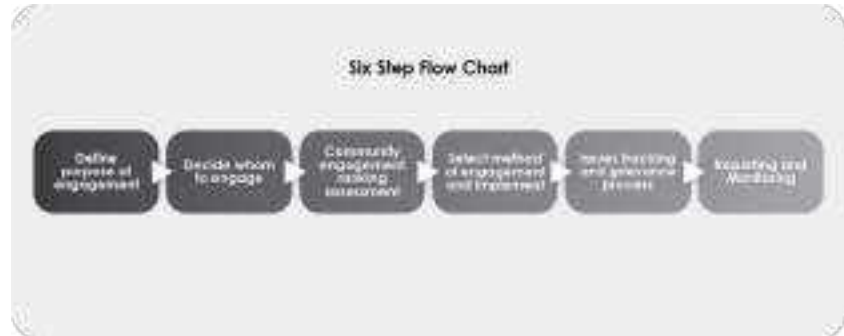 Six Step Flow Chart
Define
purpose of
engagement
Decide whom
to engage
Community
engagement
ranking
assessment
Select method
of engagement
and implement
Issues tracking
and grievance
process
Reporting and
Monitoring